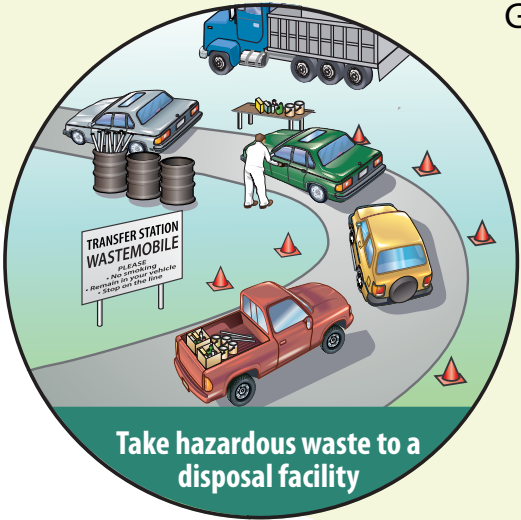 G
TRANSFER STATION
WASTEMOBILE
PLEASE
• No smoking
• Remain in your vehicle
• Stop on the line
Take hazardous waste to a
disposal facility